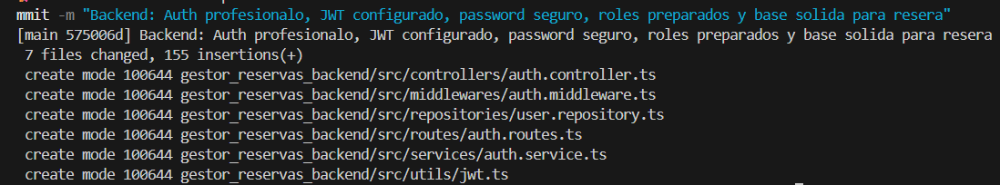 mmit -m "Backend: Auth profesionalo, JWT configurado, password seguro, roles preparados y base solida para resera"
[main 575006d] Backend: Auth profesionalo, JWT configurado, password seguro, roles preparados y base solida para resera
7 files changed, 155 insertions(+)
create mode 100644 gestor_reservas_backend/src/controllers/auth.controller.ts
create mode 100644 gestor_reservas_backend/src/middlewares/auth.middleware.ts
create mode 100644 gestor_reservas_backend/src/repositories/user.repository.ts
create mode 100644 gestor_reservas_backend/src/routes/auth.routes.ts
create mode 100644 gestor_reservas_backend/src/services/auth.service.ts
create mode 100644 gestor_reservas_backend/src/utils/jwt.ts